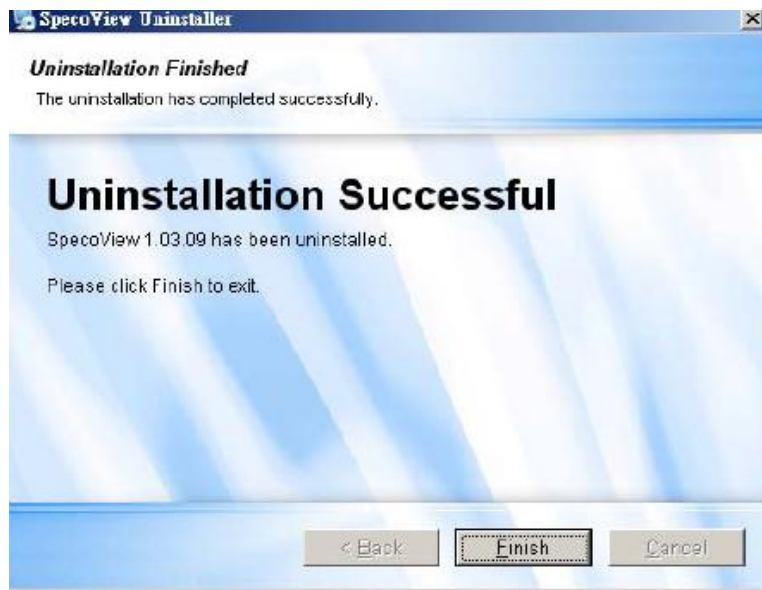 SpecoView Uninstaller
Uninstallation Finished
The uninstallation has completed successfully.
Uninstallation Successful
SpecoView 1.03.09 has been uninstalled.
Please click Finish to exit.
< Back
Finish
Cancel